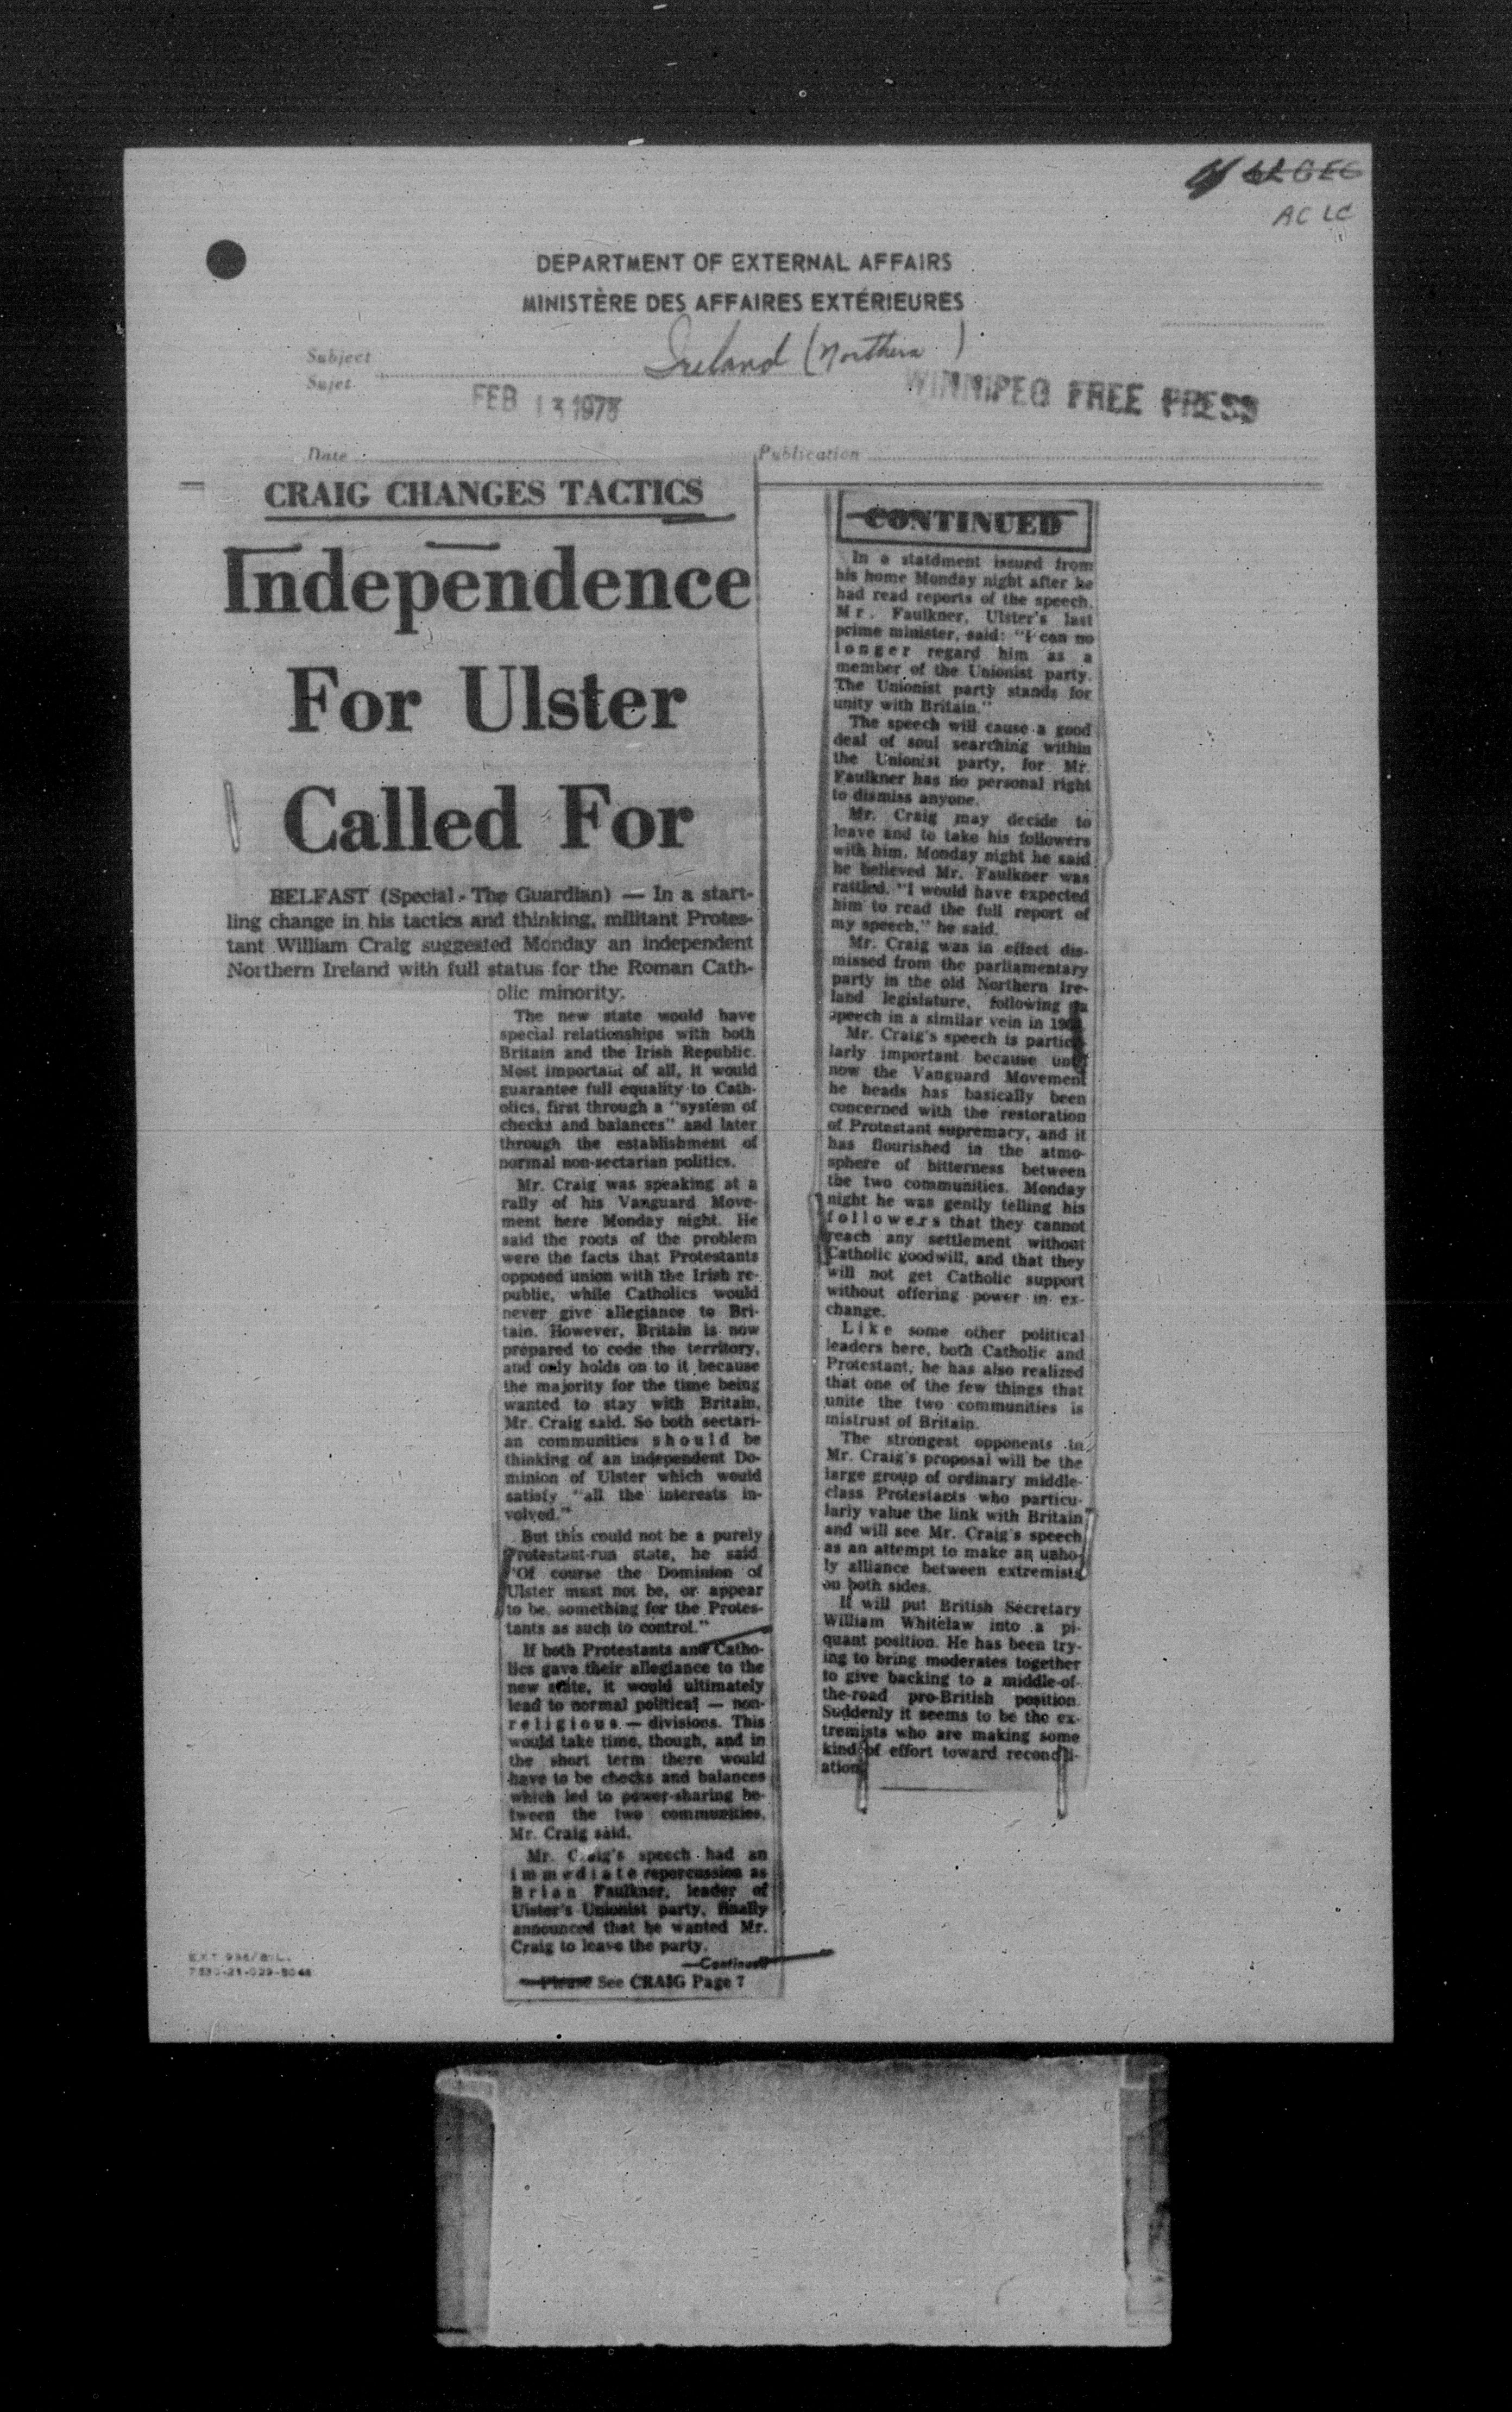 AC LC
DEPARTMENT OF EXTERNAL AFFAIRS
MINISTÈRE DES AFFAIRES EXTÉRIEURES
Subject
Sujet
Ireland (Northern)
FEB 13 1973
WINNIPEG FREE PRESS
Date
Publication
CRAIG CHANGES TACTICS
Independence
For Ulster
Called For
BELFAST (Special - The Guardian) — In a start-
ling change in his tactics and thinking, militant Protes-
tant William Craig suggested Monday an independent
Northern Ireland with full status for the Roman Cath-
olic minority.
The new state would have
special relationships with both
Britain and the Irish Republic.
Most important of all, it would
guarantee full equality to Cath-
olics, first through a "system of
checks and balances" and later
through the establishment of
normal non-sectarian politics.
Mr. Craig was speaking at a
rally of his Vanguard Move-
ment here Monday night. He
said the roots of the problem
were the facts that Protestants
opposed union with the Irish re-
public, while Catholics would
never give allegiance to Bri-
tain. However, Britain is now
prepared to cede the territory,
and only holds on to it because
the majority for the time being
wanted to stay with Britain,
Mr. Craig said. So both sectari-
an communities should be
thinking of an independent Do-
minion of Ulster which would
satisfy "all the interests in-
volved."
But this could not be a purely
Protestant-run state, he said
"Of course the Dominion of
Ulster must not be, or appear
to be, something for the Protes-
tants as such to control."
If both Protestants and Catho-
lics gave their allegiance to the
new state, it would ultimately
lead to normal political — non-
religious — divisions. This
would take time, though, and in
the short term there would
have to be checks and balances
which led to power-sharing be-
tween the two communities,
Mr. Craig said.
Mr. Craig's speech had an
immediate repercussion as
Brian Faulkner, leader of
Ulster's Unionist party, finally
announced that he wanted Mr.
Craig to leave the party.
—Continued
Please See CRAIG Page 7
CONTINUED
In a statdment issued from
his home Monday night after he
had read reports of the speech,
Mr. Faulkner, Ulster's last
prime minister, said: "I can no
longer regard him as a
member of the Unionist party.
The Unionist party stands for
unity with Britain."
The speech will cause a good
deal of soul searching within
the Unionist party, for Mr.
Faulkner has no personal right
to dismiss anyone.
Mr. Craig may decide to
leave and to take his followers
with him. Monday night he said
he believed Mr. Faulkner was
rattled. "I would have expected
him to read the full report of
my speech," he said.
Mr. Craig was in effect dis-
missed from the parliamentary
party in the old Northern Ire-
land legislature, following a
speech in a similar vein in
Mr. Craig's speech is particu-
larly important because until
now the Vanguard Movement
he heads has basically been
concerned with the restoration
of Protestant supremacy, and it
has flourished in the atmo-
sphere of bitterness between
the two communities. Monday
night he was gently telling his
followers that they cannot
reach any settlement without
Catholic goodwill, and that they
will not get Catholic support
without offering power in ex-
change.
Like some other political
leaders here, both Catholic and
Protestant, he has also realized
that one of the few things that
unite the two communities is
mistrust of Britain.
The strongest opponents to
Mr. Craig's proposal will be the
large group of ordinary middle-
class Protestants who particu-
larly value the link with Britain
and will see Mr. Craig's speech
as an attempt to make an unho-
ly alliance between extremists
on both sides.
It will put British Secretary
William Whitelaw into a pi-
quant position. He has been try-
ing to bring moderates together
to give backing to a middle-of-
the-road pro-British position.
Suddenly it seems to be the ex-
tremists who are making some
kind of effort toward reconcili-
ation.